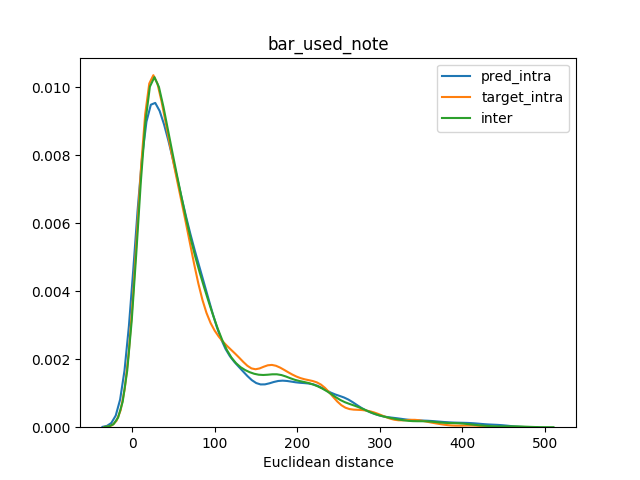 bar_used_note
pred_intra
target_intra
inter
0.010
0.008
0.006
0.004
0.002
0.000
0 100 200 300 400 500
Euclidean distance